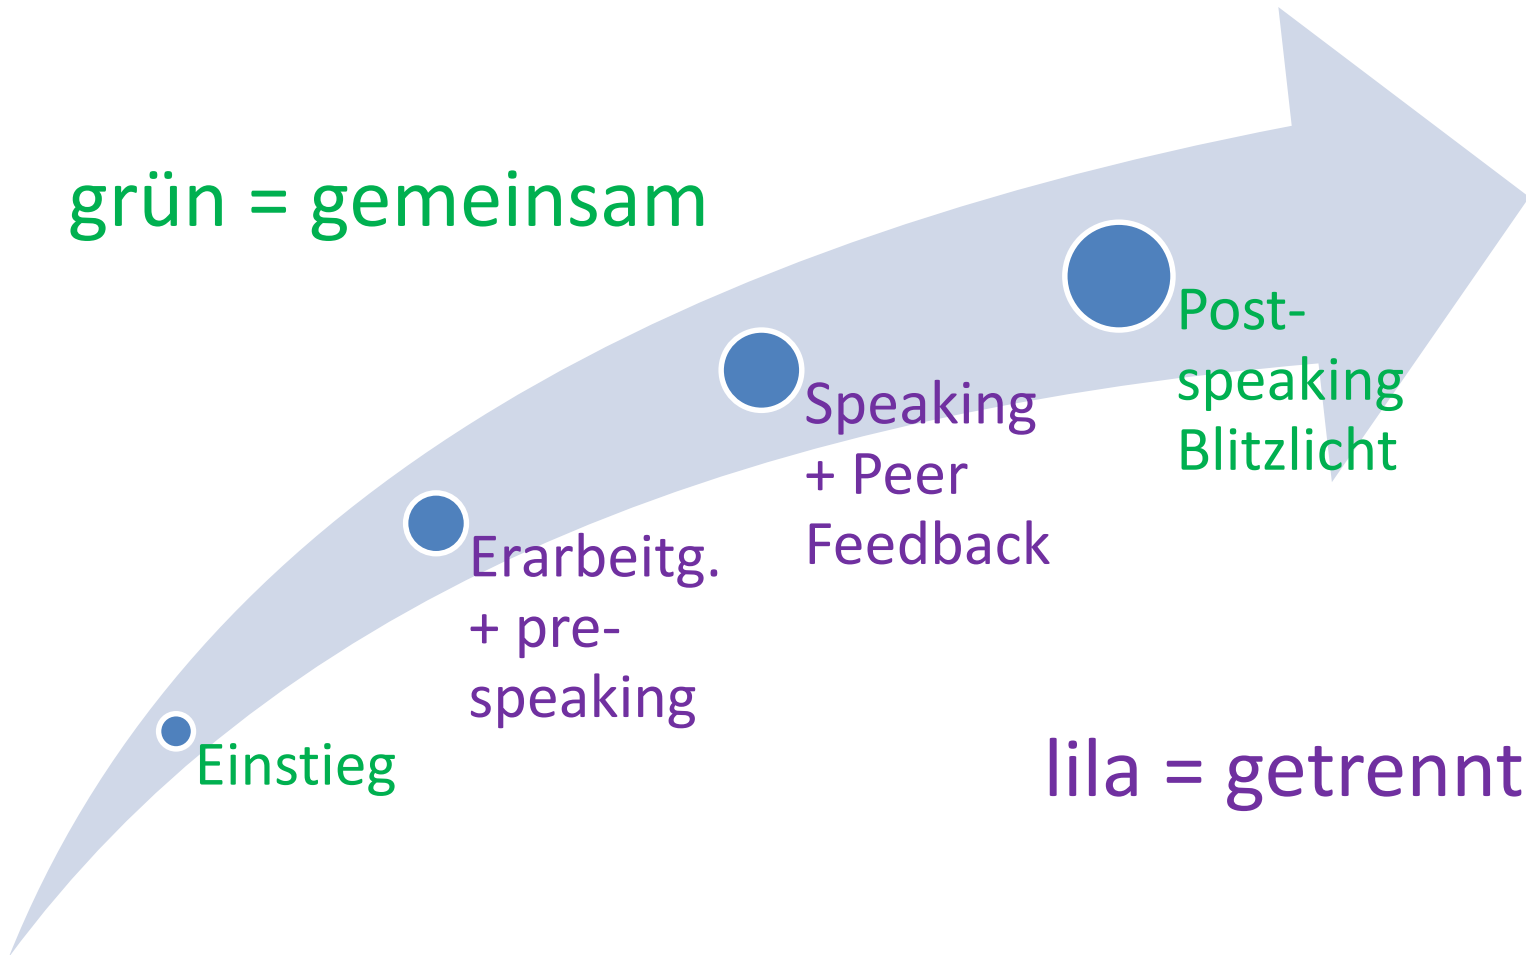 grün = gemeinsam
Einstieg
Erarbeitg.
+ pre-
speaking
Speaking
+ Peer
Feedback
Post-
speaking
Blitzlicht
lila = getrennt